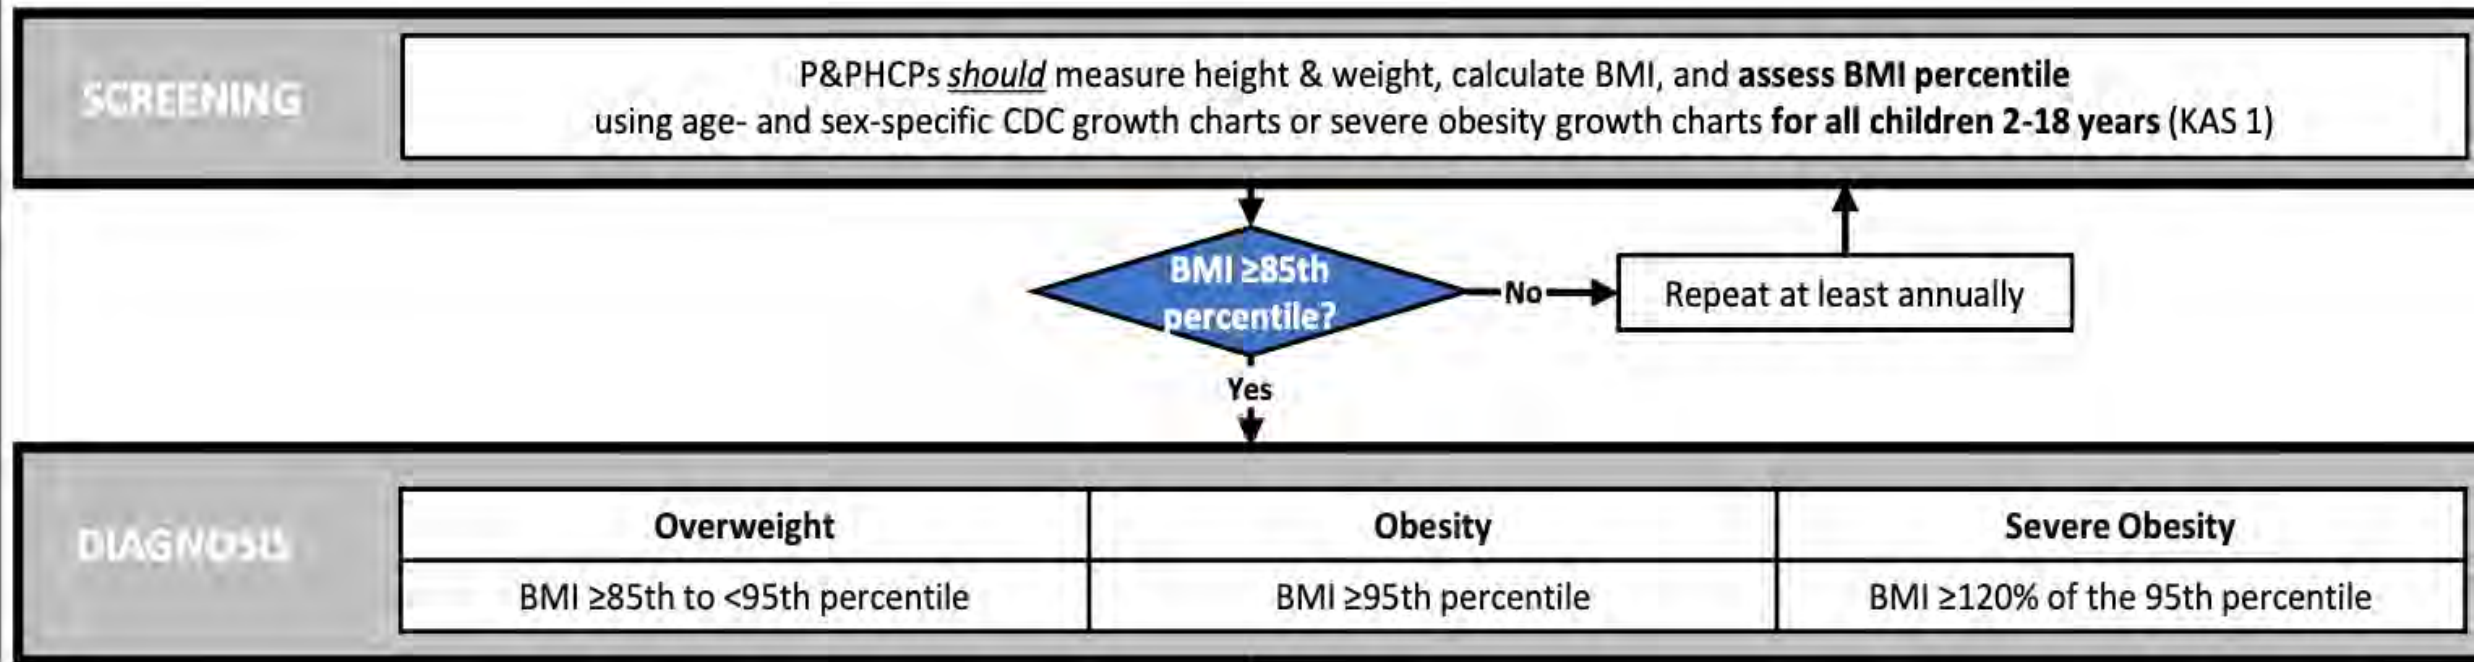 SCREENING
P&PHCPs should measure height & weight, calculate BMI, and assess BMI percentile
using age- and sex-specific CDC growth charts or severe obesity growth charts for all children 2-18 years (KAS 1)
BMI ≥85th
percentile?
No
Repeat at least annually
Yes
DIAGNOSIS
Overweight
Obesity
Severe Obesity
BMI ≥85th to <95th percentile
BMI ≥95th percentile
BMI ≥120% of the 95th percentile